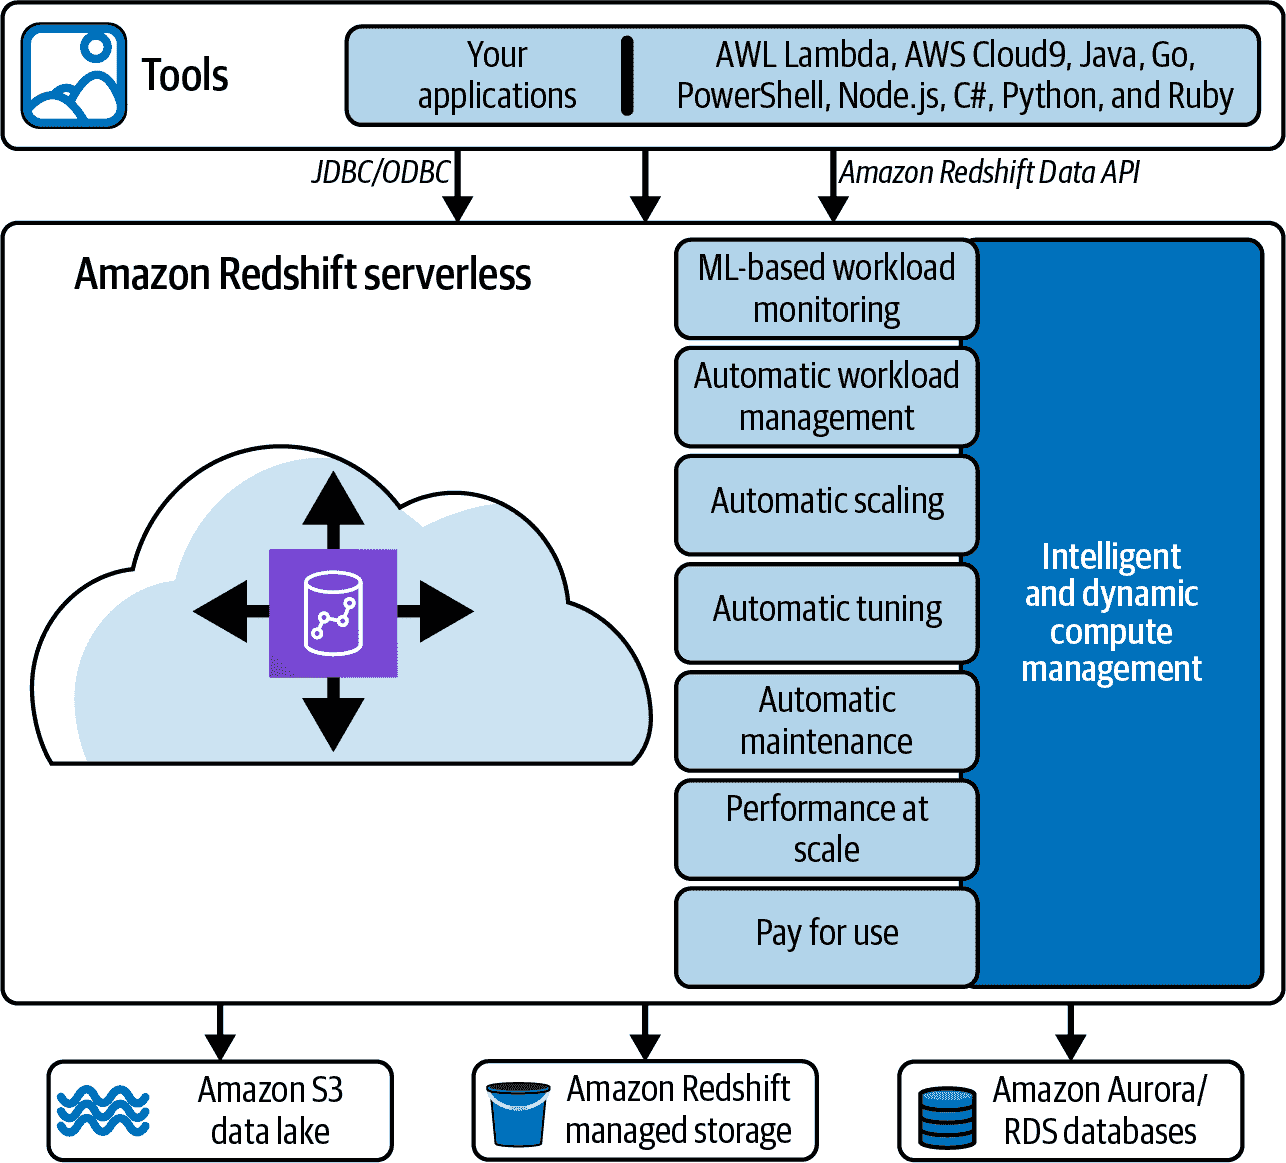 Tools
Your
applications
AWL Lambda, AWS Cloud9, Java, Go,
PowerShell, Node.js, C#, Python, and Ruby
JDBC/ODBC
Amazon Redshift Data API
Amazon Redshift serverless
ML-based workload
monitoring
Automatic workload
management
Automatic scaling
Automatic tuning
Automatic
maintenance
Performance at
scale
Pay for use
Intelligent
and dynamic
compute
management
Amazon S3
data lake
Amazon Redshift
managed storage
Amazon Aurora/
RDS databases